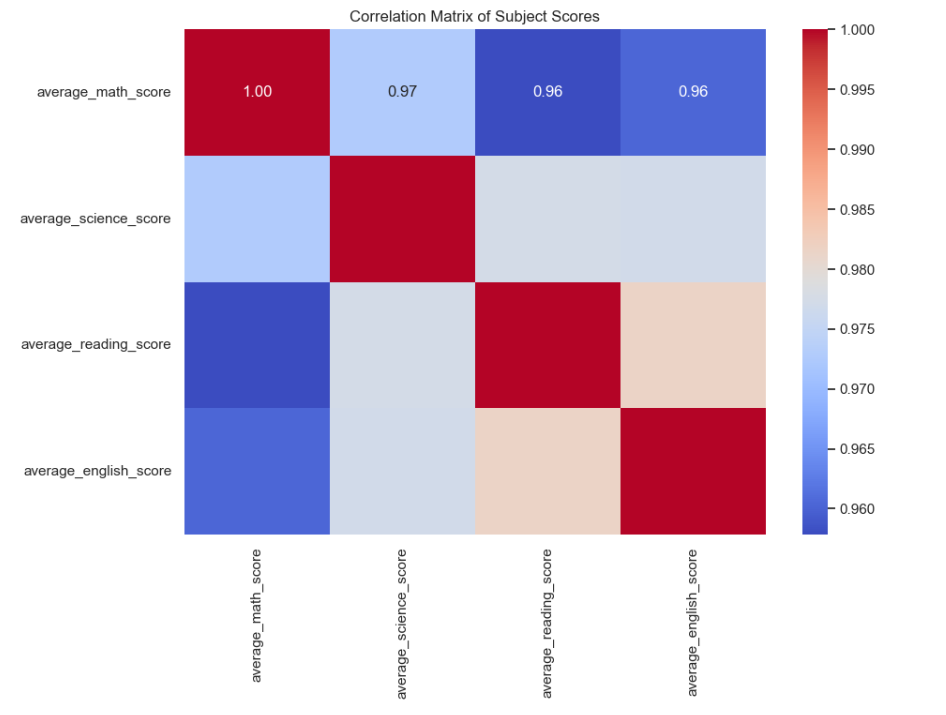 Correlation Matrix of Subject Scores
average_math_score
1.00
0.97
0.96
0.96
average_science_score
average_reading_score
average_english_score
average_math_score
average_science_score
average_reading_score
average_english_score
1.000
0.995
0.990
0.985
0.980
0.975
0.970
0.965
0.960